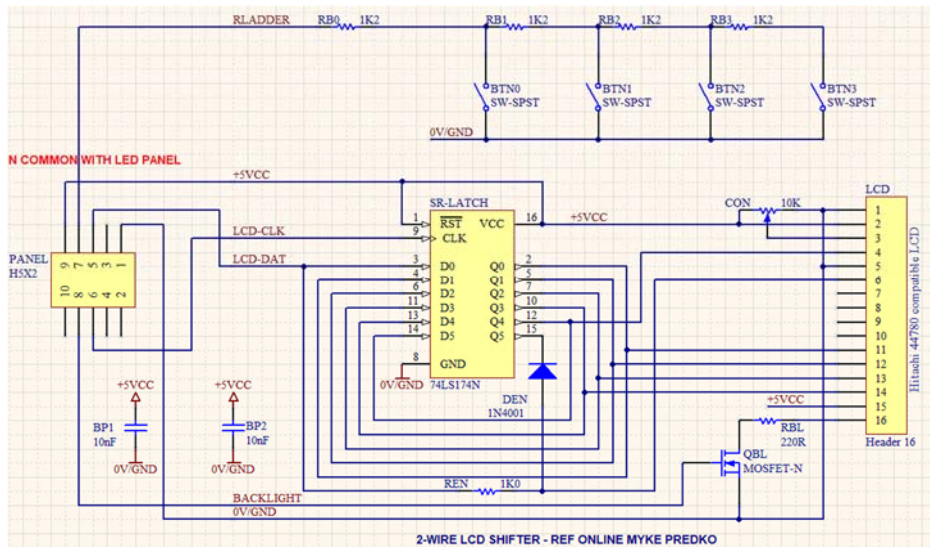 RLADDER RB0 1K2 RB1 1K2 RB2 1K2 RB3 1K2
BTN0 BTN1 BTN2 BTN3
SW-SPST SW-SPST SW-SPST SW-SPST
0V/GND
N COMMON WITH LED PANEL
+5VCC
LCD
SR-LATCH
CON 10K
1 RST VCC 16 +5VCC
9 CLK
LCD-CLK
LCD-DAT
3 D0 Q0 2
4 D1 Q1 5
6 D2 Q2 7
11 D3 Q3 10
13 D4 Q4 12
14 D5 Q5 15
8 GND
0V/GND
74LS174N
PANEL
H5X2
9 7 5 3 1
10 8 6 4 2
1
2
3
4
5
6
7
8
9
10
11
12
13
14
15
16
Hitachi 44780 compatible LCD
Header 16
+5VCC
+5VCC
BP1
10nF
0V/GND
+5VCC
BP2
10nF
0V/GND
DEN
1N4001
RBL
220R
QBL
MOSFET-N
REN 1K0
BACKLIGHT
0V/GND
2-WIRE LCD SHIFTER - REF ONLINE MYKE PREDKO